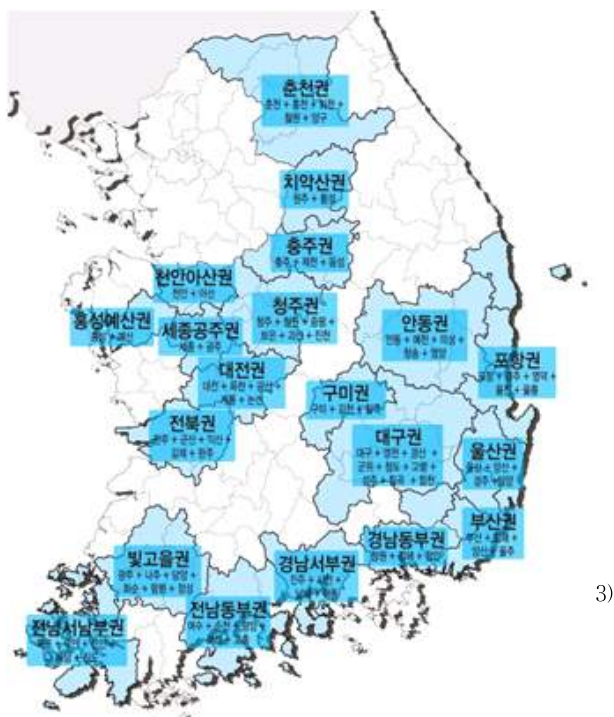 춘천권
춘천 + 홍천 + 화천 +
철원 + 양구
치악산권
원주 + 횡성
충주권
충주 + 제천 + 음성
천안아산권
천안 + 아산
청주권
청주 + 청원 + 증평 +
보은 + 괴산 + 진천
홍성예산권
홍성 + 예산
세종공주권
세종 + 공주
안동권
안동 + 예천 + 의성 +
청송 + 영양
포항권
포항 + 경주 + 영덕 +
울진 + 울릉
대전권
대전 + 옥천 + 금산 +
계룡 + 논산
구미권
구미 + 김천 + 칠곡
전북권
전주 + 군산 + 익산 +
김제 + 완주
대구권
대구 + 영천 + 경산 +
군위 + 청도 + 고령 +
성주 + 칠곡 + 합천
울산권
울산 + 양산 +
경주 + 밀양
부산권
부산 + 김해 +
양산 + 울주
경남동부권
창원 + 함안
경남서부권
진주 + 사천 +
빛고을권
광주 + 나주 + 담양 +
화순 + 함평 + 장성
전남동부권
여수 + 순천 + 광양
전남서남부권
3)